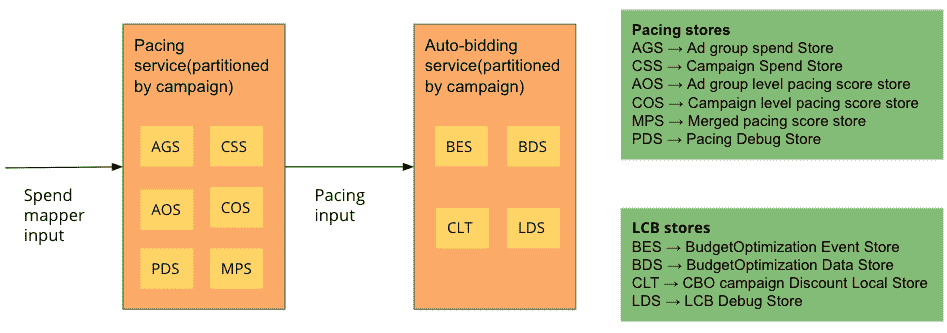 Spend
mapper
input
Pacing
service(partitioned
by campaign)
AGS
CSS
AOS
COS
PDS
MPS
Pacing
input
Auto-bidding
service(partitioned
by campaign)
BES
BDS
CLT
LDS
Pacing stores
AGS → Ad group spend Store
CSS → Campaign Spend Store
AOS → Ad group level pacing score store
COS → Campaign level pacing score store
MPS → Merged pacing score store
PDS → Pacing Debug Store
LCB stores
BES → BudgetOptimization Event Store
BDS → BudgetOptimization Data Store
CLT → CBO campaign Discount Local Store
LDS → LCB Debug Store